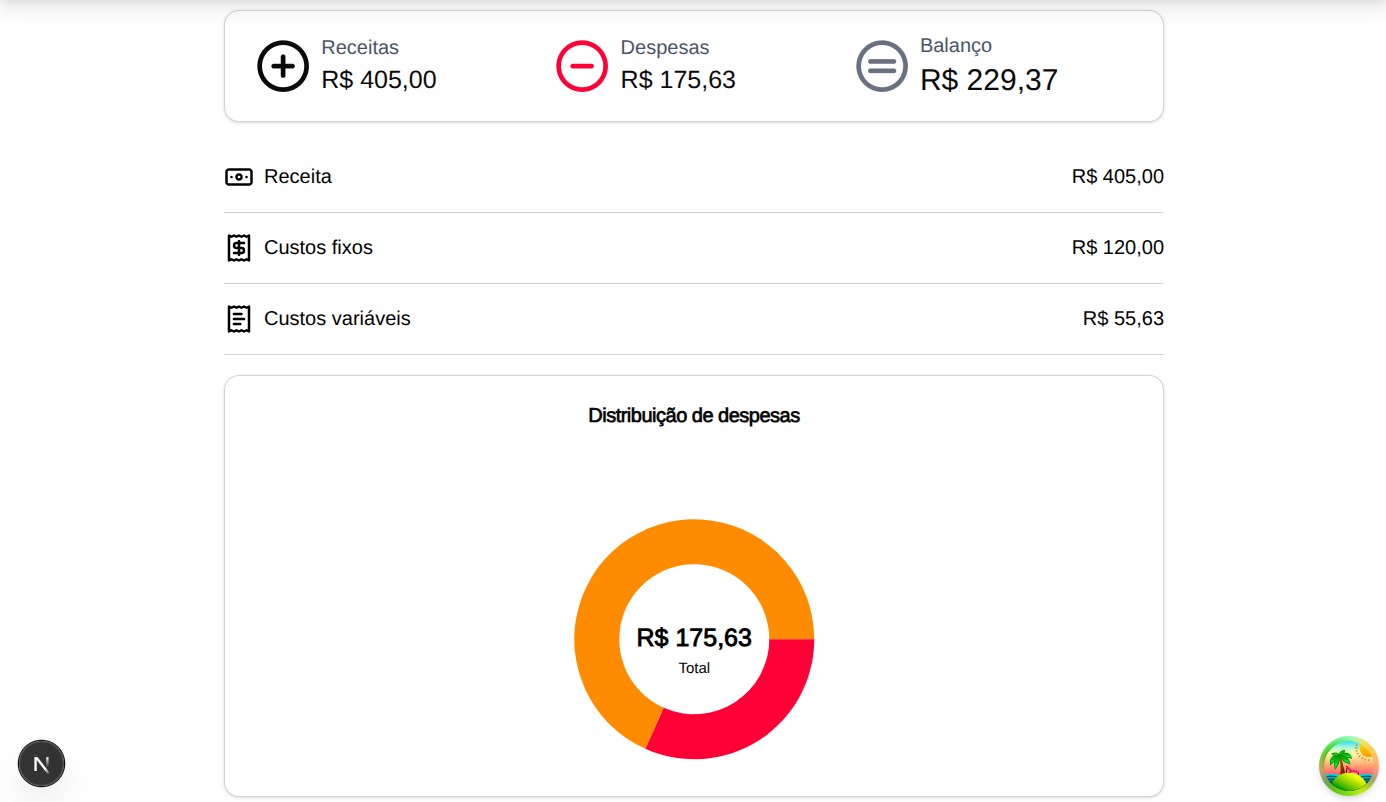 Receitas
R$ 405,00
Despesas
R$ 175,63
Balanço
R$ 229,37
Receita R$ 405,00
Custos fixos R$ 120,00
Custos variáveis R$ 55,63
Distribuição de despesas
R$ 175,63
Total
N